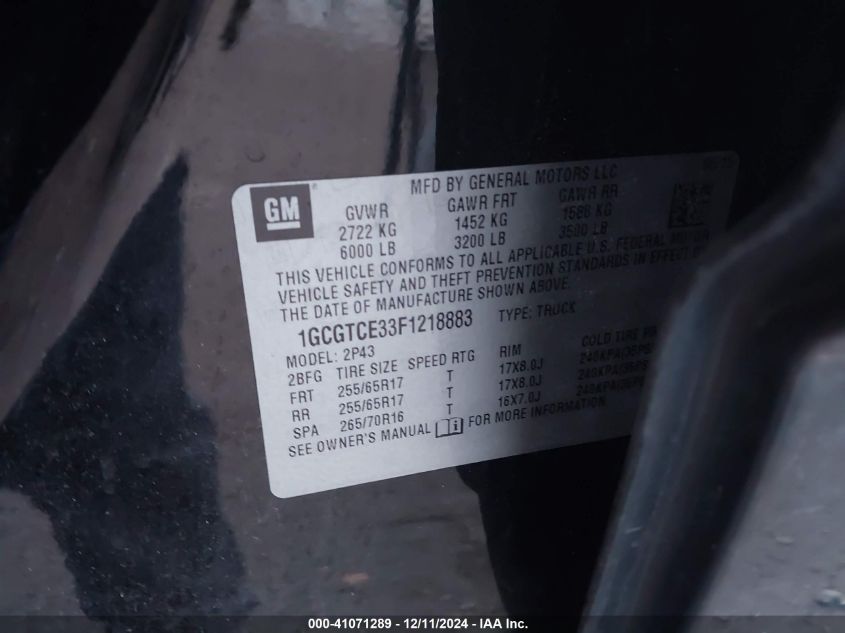 MFD BY GENERAL MOTORS LLC
GM
GVWR GAWR FRT GAWR RR
2722 KG 1452 KG 1588 KG
6000 LB 3200 LB 3500 LB
THIS VEHICLE CONFORMS TO ALL APPLICABLE U.S. FEDERAL MOTOR
VEHICLE SAFETY AND THEFT PREVENTION STANDARDS IN EFFECT ON
THE DATE OF MANUFACTURE SHOWN ABOVE.
1GCGTCE33F1218883 TYPE: TRUCK
MODEL: 2P43
2BFG TIRE SIZE SPEED RTG RIM COLD TIRE
FRT 255/65R17 T 17X8.0J 240KPA(35PS
RR 255/65R17 T 17X8.0J 240KPA(35PS
SPA 265/70R16 T 16X7.0J 240KPA(35PS
SEE OWNER'S MANUAL FOR MORE INFORMATION
000-41071289 - 12/11/2024 - IAA Inc.